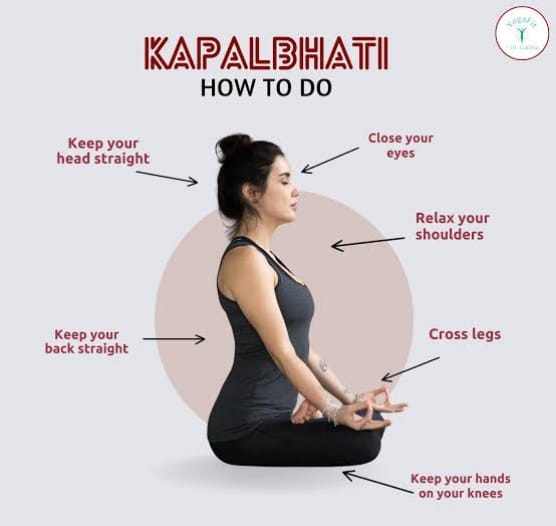 YogaFit
KAPALBHATI
HOW TO DO
Keep your
head straight
Close your
eyes
Relax your
shoulders
Keep your
back straight
Cross legs
Keep your hands
on your knees